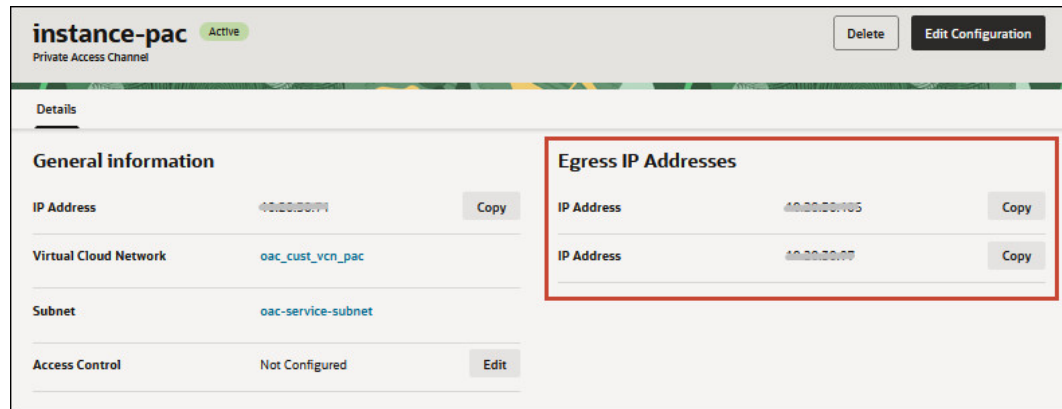 instance-pac Active
Private Access Channel
Delete
Edit Configuration
Details
General information
IP Address Copy
Virtual Cloud Network oac_cust_vcn_pac
Subnet oac-service-subnet
Access Control Not Configured Edit
Egress IP Addresses
IP Address Copy
IP Address Copy